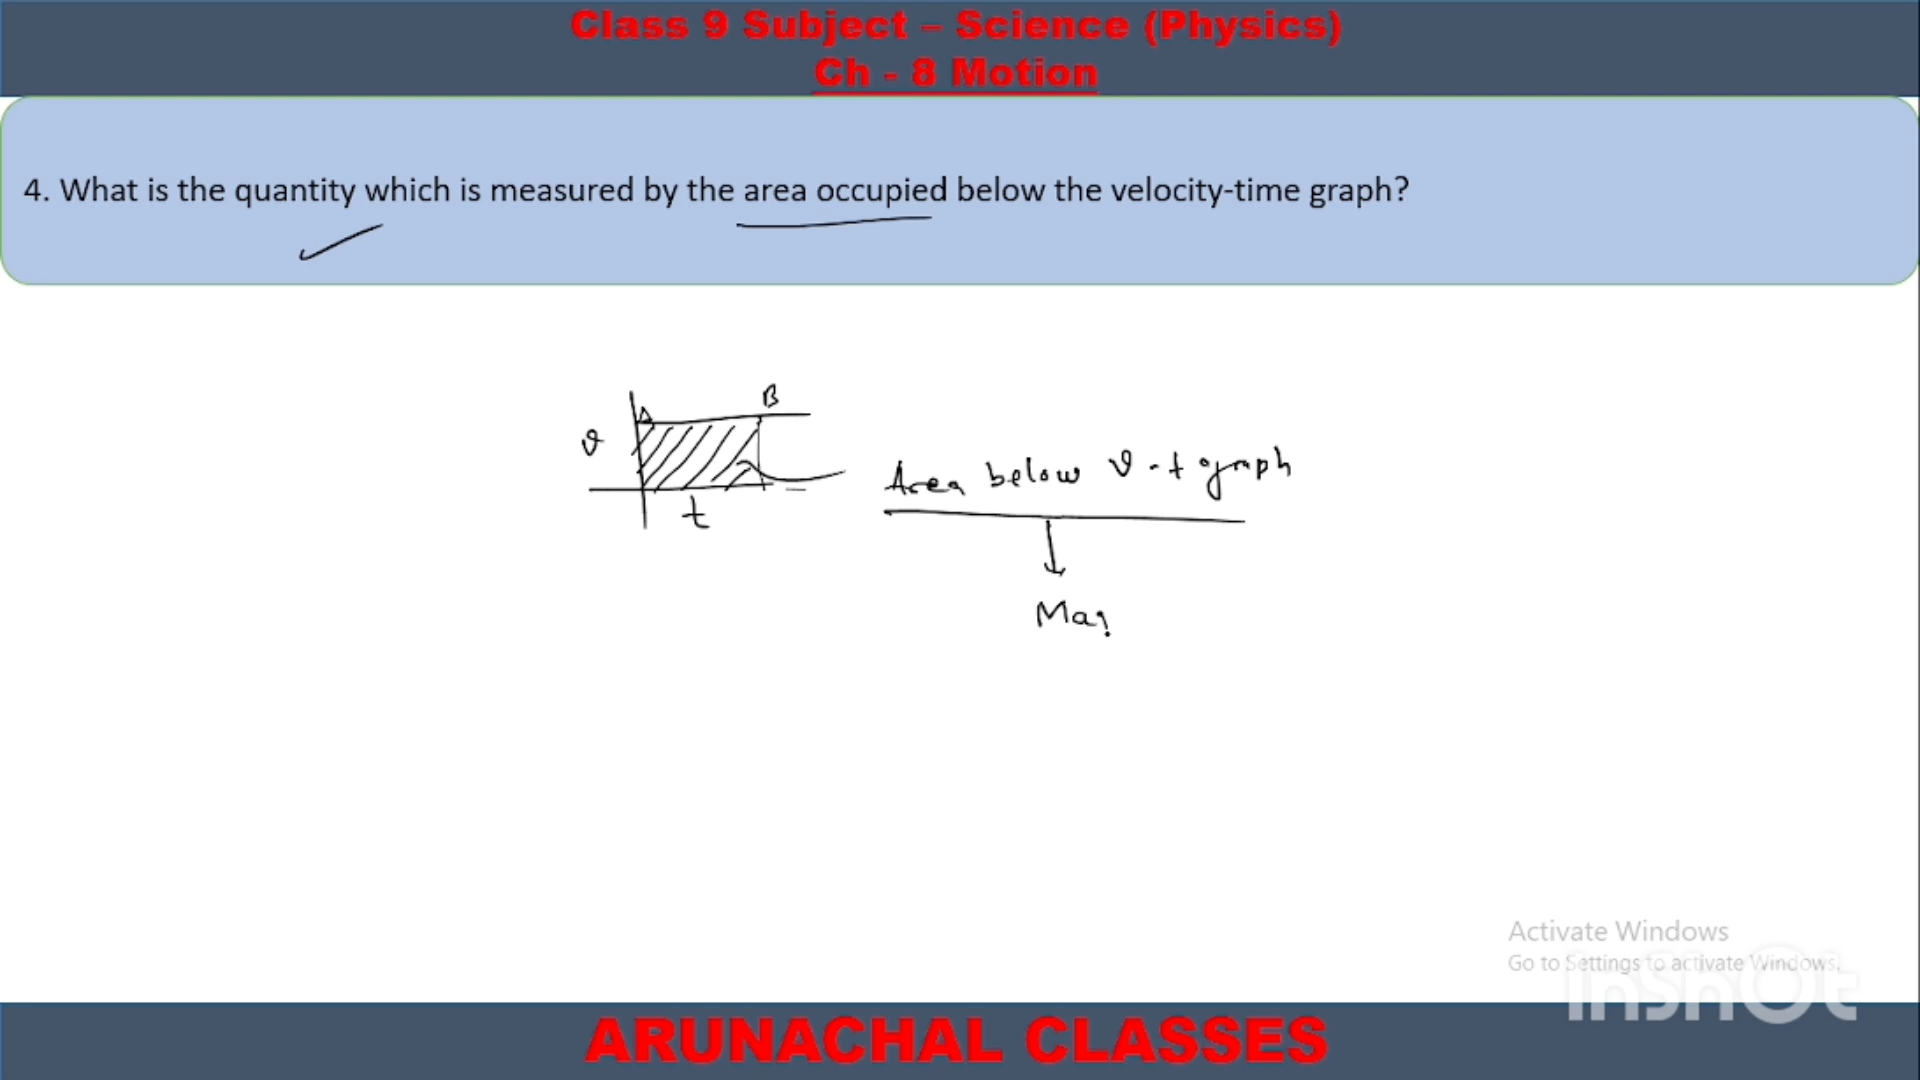 Class 9 Subject – Science (Physics)
Ch - 8 Motion
4. What is the quantity which is measured by the area occupied below the velocity-time graph?
A
B
v
t
Area below v-t graph
Mag
Activate Windows
Go to Settings to activate Windows.
InShOt
ARUNACHAL CLASSES